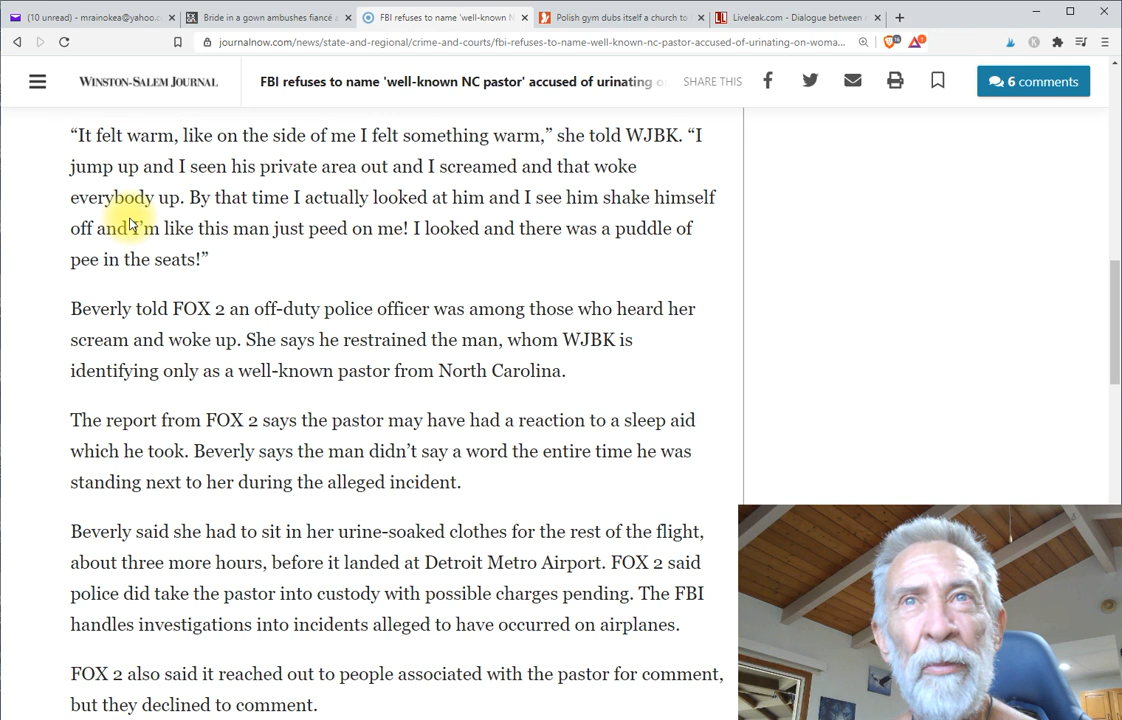 (10 unread) - mrainokea@yahoo.c
Bride in a gown ambushes fiancé a
FBI refuses to name 'well-known N
Polish gym dubs itself a church to
Liveleak.com - Dialogue between
journalnow.com/news/state-and-regional/crime-and-courts/fbi-refuses-to-name-well-known-nc-pastor-accused-of-urinating-on-woma...
WINSTON-SALEM JOURNAL
FBI refuses to name 'well-known NC pastor' accused of urinating o
SHARE THIS
6 comments
“It felt warm, like on the side of me I felt something warm,” she told WJBK. “I
jump up and I seen his private area out and I screamed and that woke
everybody up. By that time I actually looked at him and I see him shake himself
off and I’m like this man just peed on me! I looked and there was a puddle of
pee in the seats!”
Beverly told FOX 2 an off-duty police officer was among those who heard her
scream and woke up. She says he restrained the man, whom WJBK is
identifying only as a well-known pastor from North Carolina.
The report from FOX 2 says the pastor may have had a reaction to a sleep aid
which he took. Beverly says the man didn’t say a word the entire time he was
standing next to her during the alleged incident.
Beverly said she had to sit in her urine-soaked clothes for the rest of the flight,
about three more hours, before it landed at Detroit Metro Airport. FOX 2 said
police did take the pastor into custody with possible charges pending. The FBI
handles investigations into incidents alleged to have occurred on airplanes.
FOX 2 also said it reached out to people associated with the pastor for comment,
but they declined to comment.